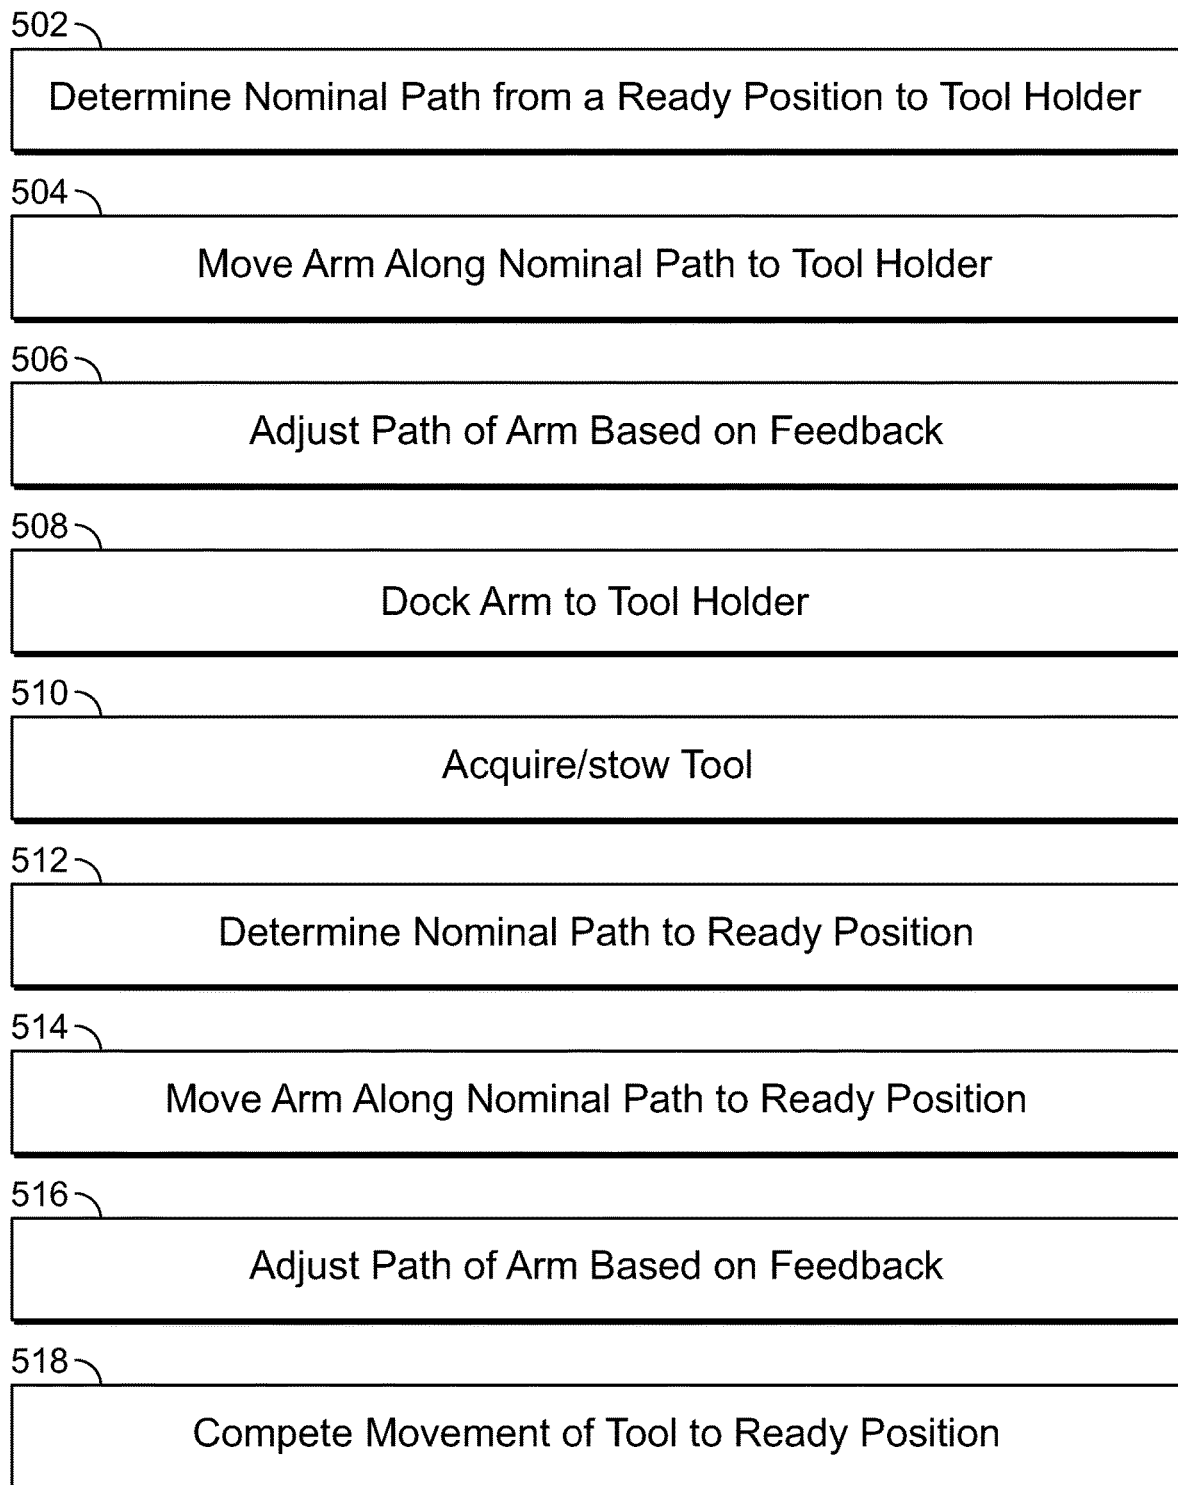 502
Determine Nominal Path from a Ready Position to Tool Holder
504
Move Arm Along Nominal Path to Tool Holder
506
Adjust Path of Arm Based on Feedback
508
Dock Arm to Tool Holder
510
Acquire/stow Tool
512
Determine Nominal Path to Ready Position
514
Move Arm Along Nominal Path to Ready Position
516
Adjust Path of Arm Based on Feedback
518
Compete Movement of Tool to Ready Position